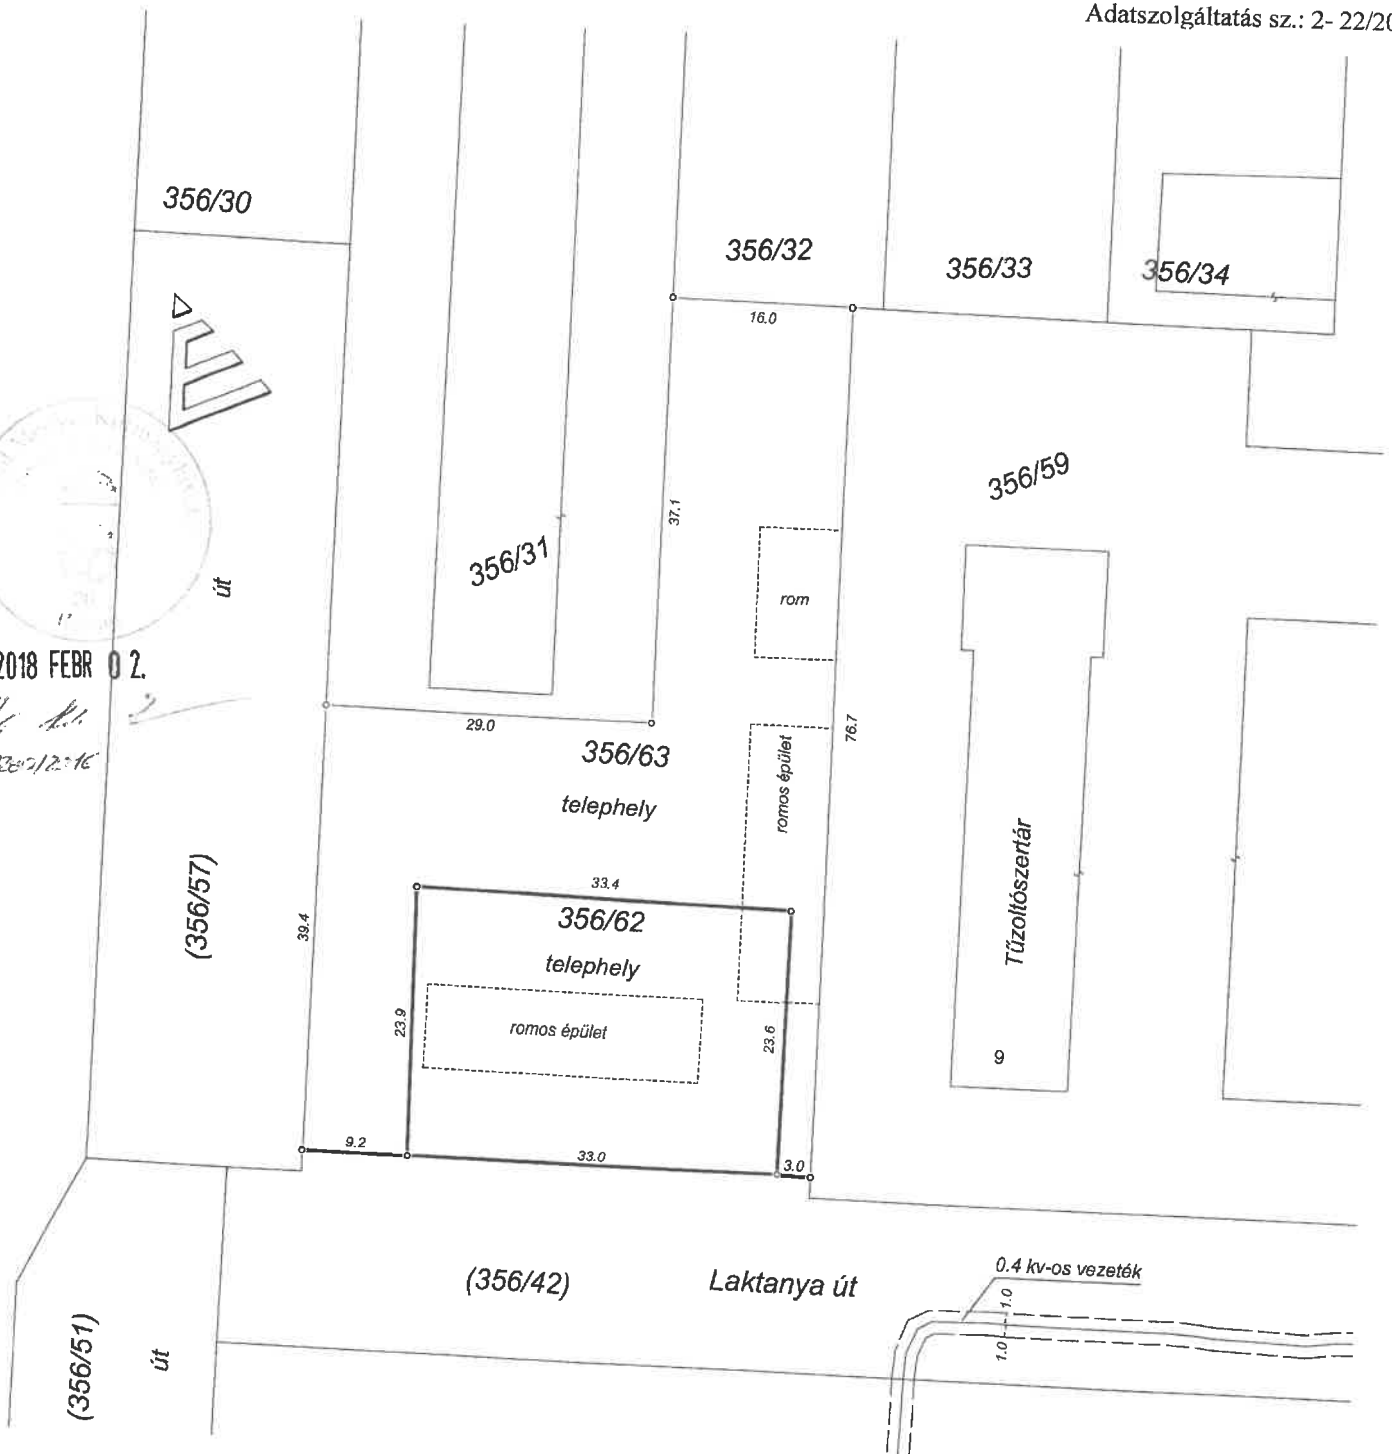 Adatszolgáltatás sz.: 2- 22/20
356/30
356/32
356/33
356/34
16.0
356/59
37.1
356/31
rom
út
2018 FEBR 02.
29.0
356/63
76.7
romos épület
telephely
33.4
356/62
(356/57)
39.4
Tűzoltószertár
telephely
23.9
romos épület
23.6
9
9.2
33.0
3.0
(356/42)
Laktanya út
0.4 kv-os vezeték
1.0
1.0
(356/51)
út